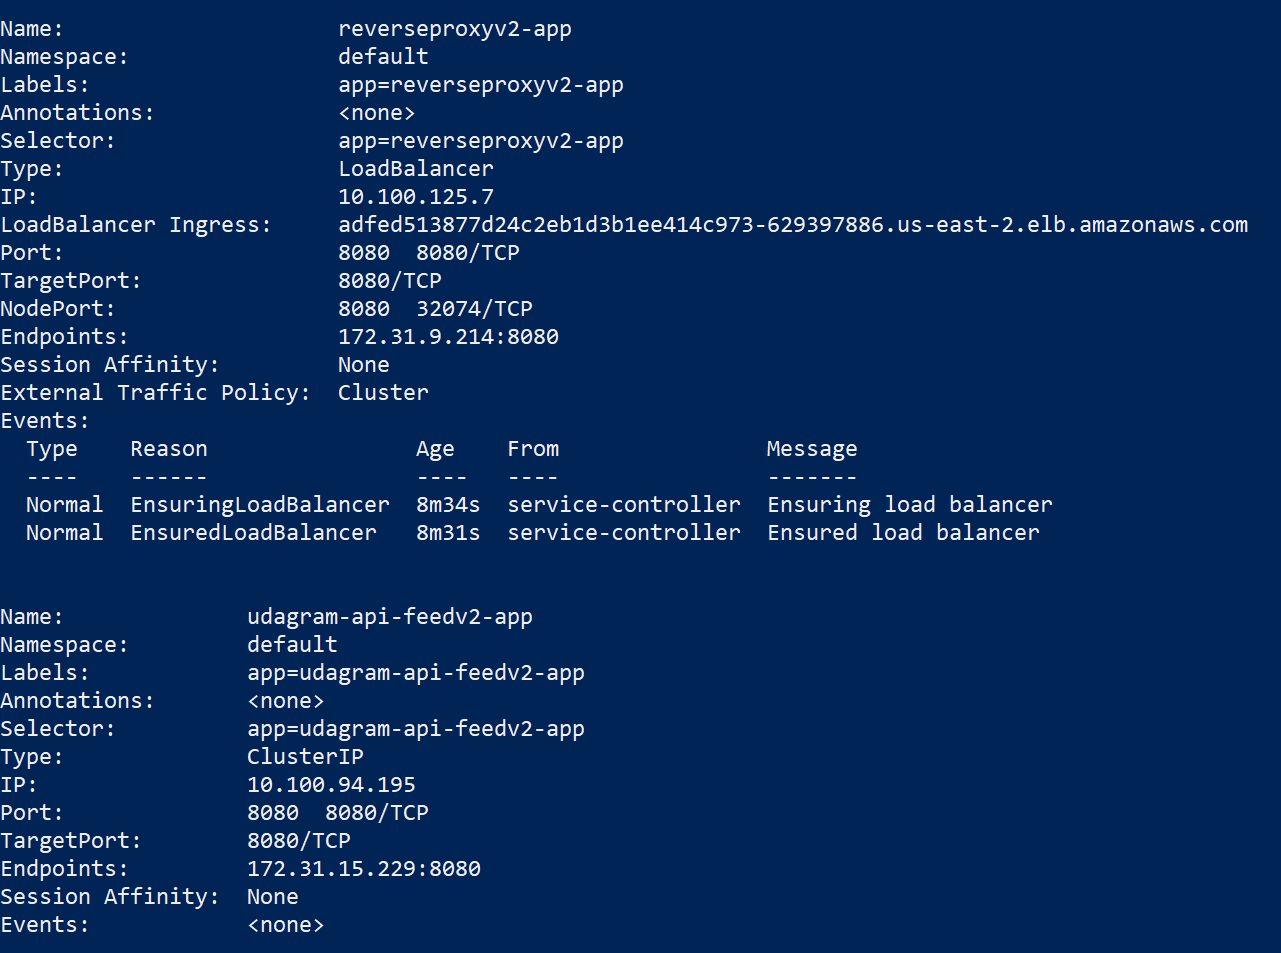 Name:                     reverseproxyv2-app
Namespace:                default
Labels:                   app=reverseproxyv2-app
Annotations:              <none>
Selector:                 app=reverseproxyv2-app
Type:                     LoadBalancer
IP:                       10.100.125.7
LoadBalancer Ingress:     adfed513877d24c2eb1d3b1ee414c973-629397886.us-east-2.elb.amazonaws.com
Port:                     8080  8080/TCP
TargetPort:               8080/TCP
NodePort:                 8080  32074/TCP
Endpoints:                172.31.9.214:8080
Session Affinity:         None
External Traffic Policy:  Cluster
Events:
  Type    Reason                Age    From                Message
  ----    ------                ----   ----                -------
  Normal  EnsuringLoadBalancer  8m34s  service-controller  Ensuring load balancer
  Normal  EnsuredLoadBalancer   8m31s  service-controller  Ensured load balancer
Name:              udagram-api-feedv2-app
Namespace:         default
Labels:            app=udagram-api-feedv2-app
Annotations:       <none>
Selector:          app=udagram-api-feedv2-app
Type:              ClusterIP
IP:                10.100.94.195
Port:              8080  8080/TCP
TargetPort:        8080/TCP
Endpoints:         172.31.15.229:8080
Session Affinity:  None
Events:            <none>